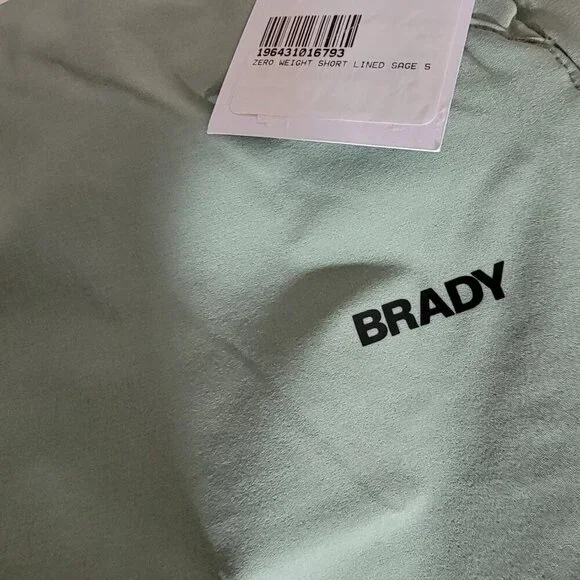 196431016793
ZERO WEIGHT SHORT LINED SAGE S
BRADY